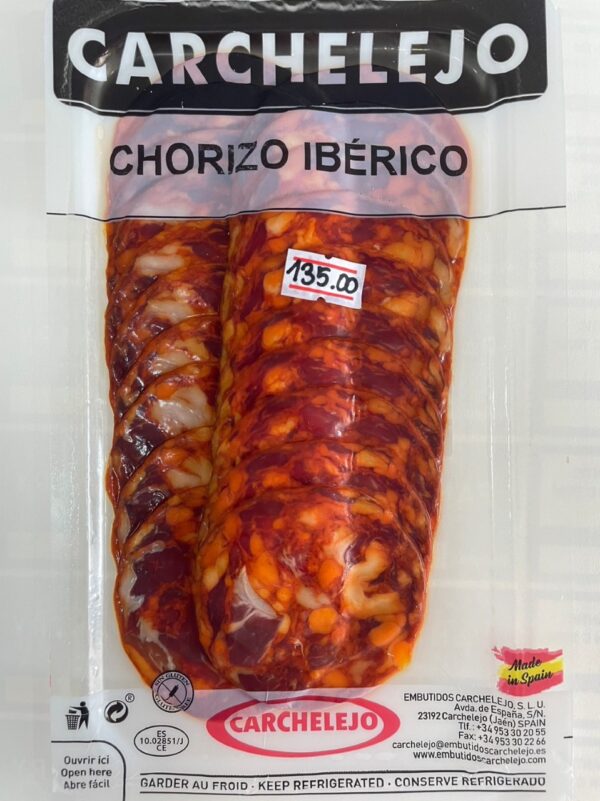 CARCHELEJO
CHORIZO IBÉRICO
135.00
Made
in Spain
EMBUTIDOS CARCHELEJO, S. L. U.
Avda. de España, S/N.
23192 Carchelejo (Jaén) SPAIN
Tlf.: +34 953 30 20 55
Fax: +34 953 30 22 66
carchelejo@embutidoscarchelejo.es
www.embutidoscarchelejo.com
SIN GLUTEN
®
CARCHELEJO
ES
10.02851/J
CE
Ouvrir ici
Open here
Abre fácil
GARDER AU FROID · KEEP REFRIGERATED · CONSERVE REFRIGERADO